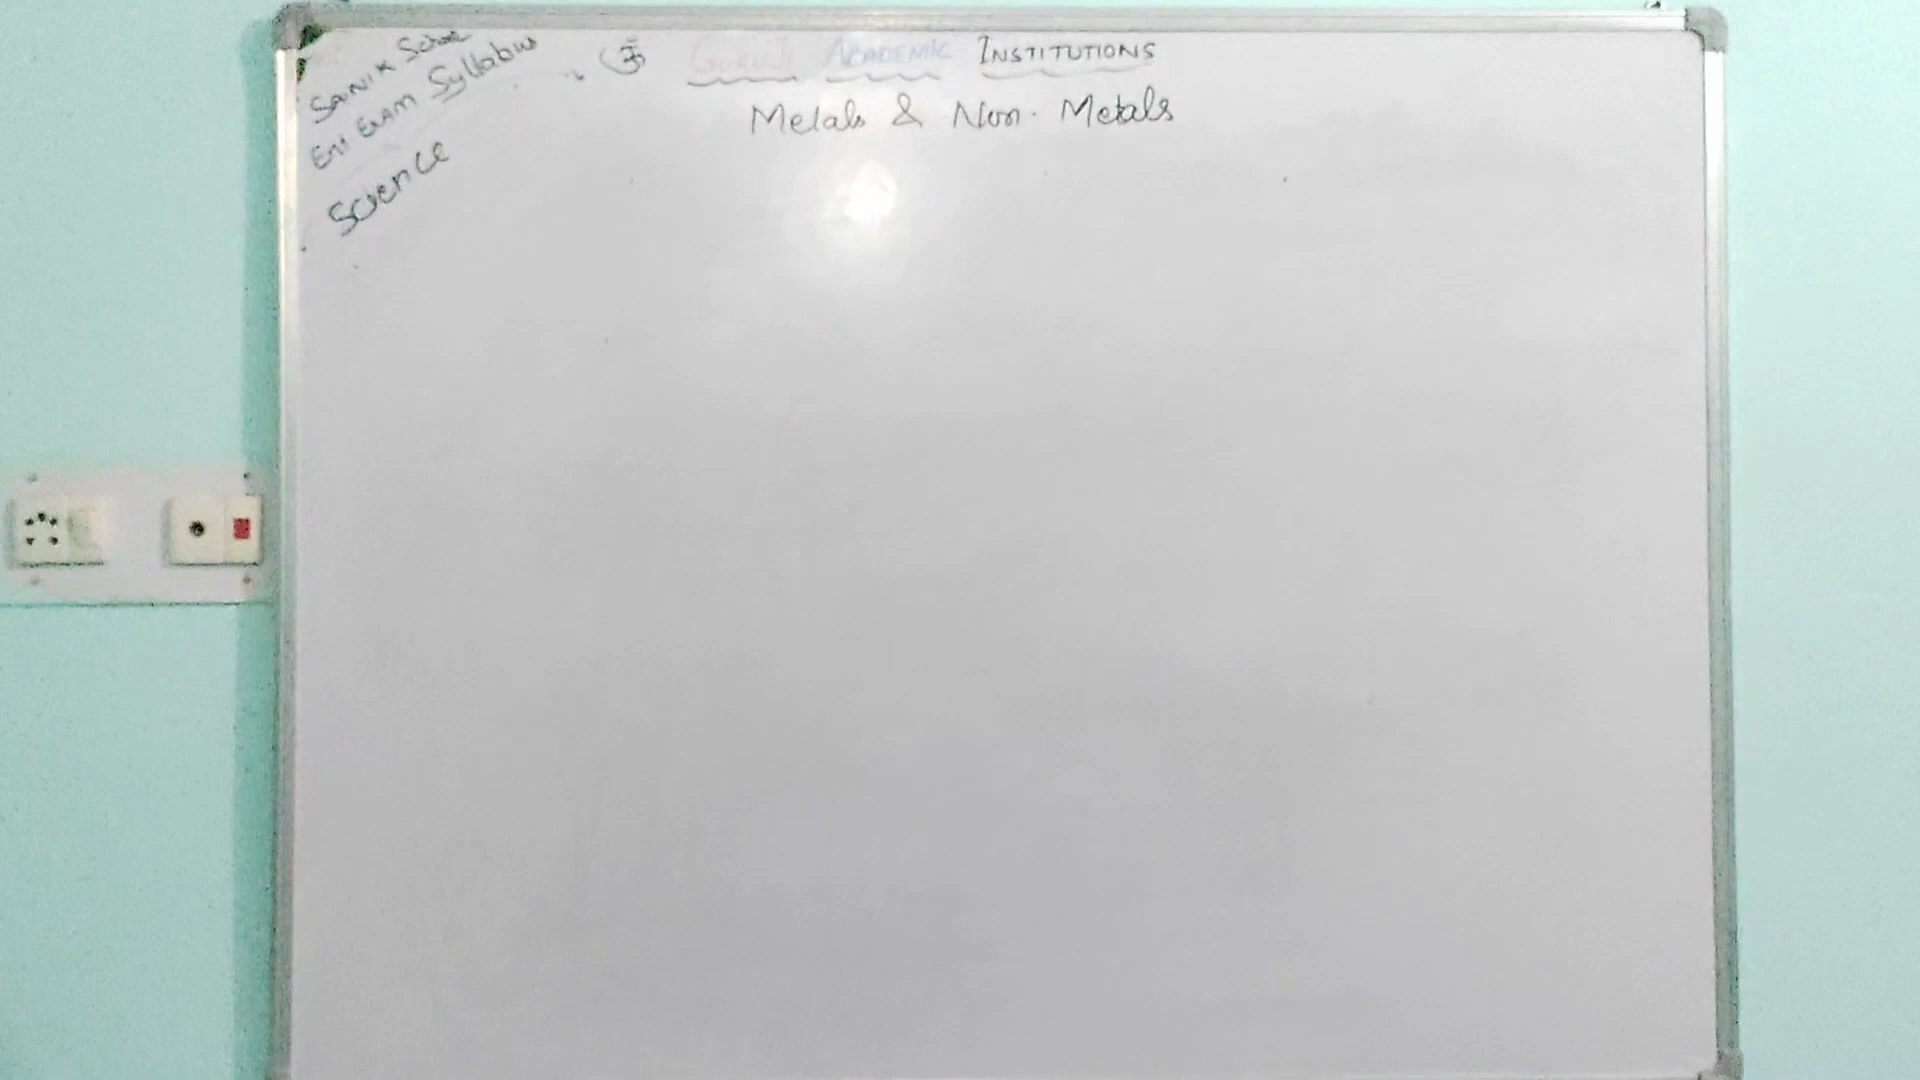 Sainik School
Ent Exam Syllabus
Science
ॐ GURUJI ACADEMIC INSTITUTIONS
Metals & Non-Metals